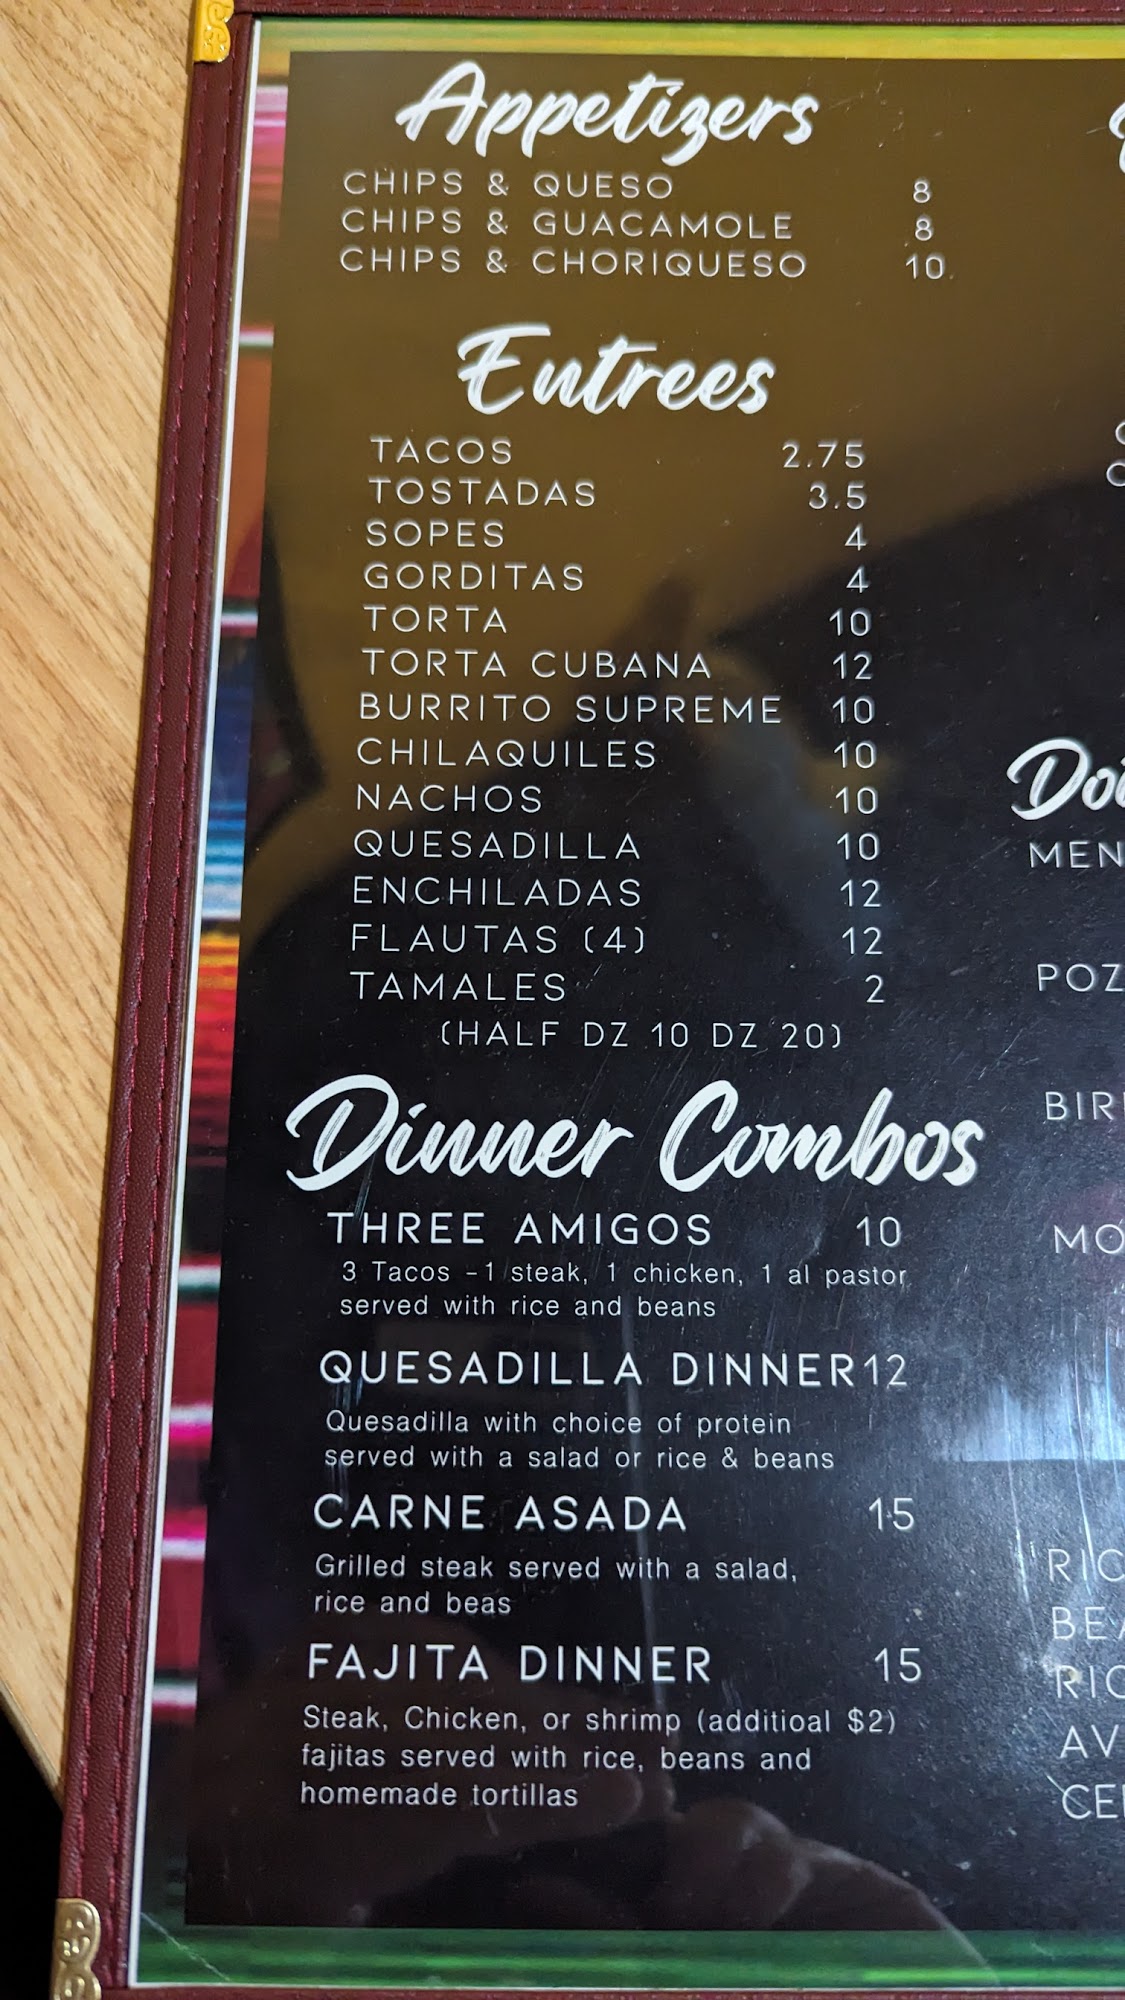 Appetizers
CHIPS & QUESO 8
CHIPS & GUACAMOLE 8
CHIPS & CHORIQUESO 10
Entrees
TACOS 2.75
TOSTADAS 3.5
SOPES 4
GORDITAS 4
TORTA 10
TORTA CUBANA 12
BURRITO SUPREME 10
CHILAQUILES 10
NACHOS 10
QUESADILLA 10
ENCHILADAS 12
FLAUTAS (4) 12
TAMALES 2
(HALF DZ 10 DZ 20)
Dinner Combos
THREE AMIGOS 10
3 Tacos -1 steak, 1 chicken, 1 al pastor
served with rice and beans
QUESADILLA DINNER 12
Quesadilla with choice of protein
served with a salad or rice & beans
CARNE ASADA 15
Grilled steak served with a salad,
rice and beas
FAJITA DINNER 15
Steak, Chicken, or shrimp (additioal $2)
fajitas served with rice, beans and
homemade tortillas